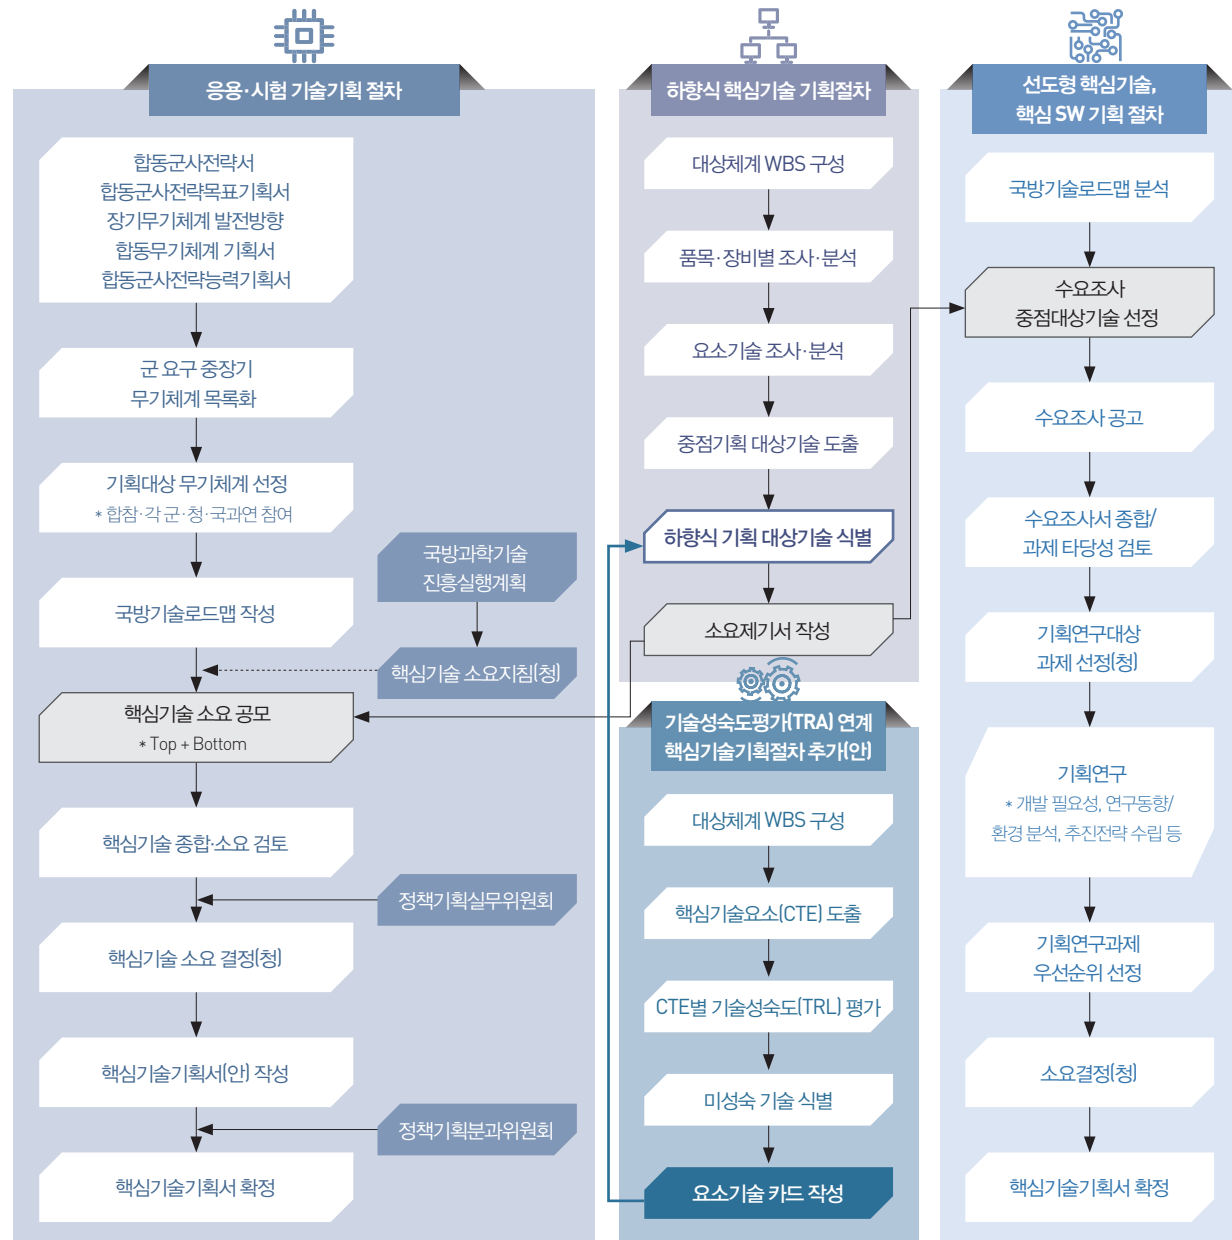 응용·시험 기술기획 절차
합동군사전략서
합동군사전략목표기획서
장기무기체계 발전방향
합동무기체계 기획서
합동군사전략능력기획서
군 요구 중장기
무기체계 목록화
기획대상 무기체계 선정
* 합참·각 군·청·국과연 참여
국방과학기술
진흥실행계획
국방기술로드맵 작성
핵심기술 소요지침(청)
핵심기술 소요 공모
* Top + Bottom
핵심기술 종합·소요 검토
정책기획실무위원회
핵심기술 소요 결정(청)
핵심기술기획서(안) 작성
정책기획분과위원회
핵심기술기획서 확정
하향식 핵심기술 기획절차
대상체계 WBS 구성
품목·장비별 조사·분석
요소기술 조사·분석
중점기획 대상기술 도출
하향식 기획 대상기술 식별
소요제기서 작성
기술성숙도평가(TRA) 연계
핵심기술기획절차 추가(안)
대상체계 WBS 구성
핵심기술요소(CTE) 도출
CTE별 기술성숙도(TRL) 평가
미성숙 기술 식별
요소기술 카드 작성
선도형 핵심기술,
핵심 SW 기획 절차
국방기술로드맵 분석
수요조사
중점대상기술 선정
수요조사 공고
수요조사서 종합/
과제 타당성 검토
기획연구대상
과제 선정(청)
기획연구
* 개발 필요성, 연구동향/
환경 분석, 추진전략 수립 등
기획연구과제
우선순위 선정
소요결정(청)
핵심기술기획서 확정